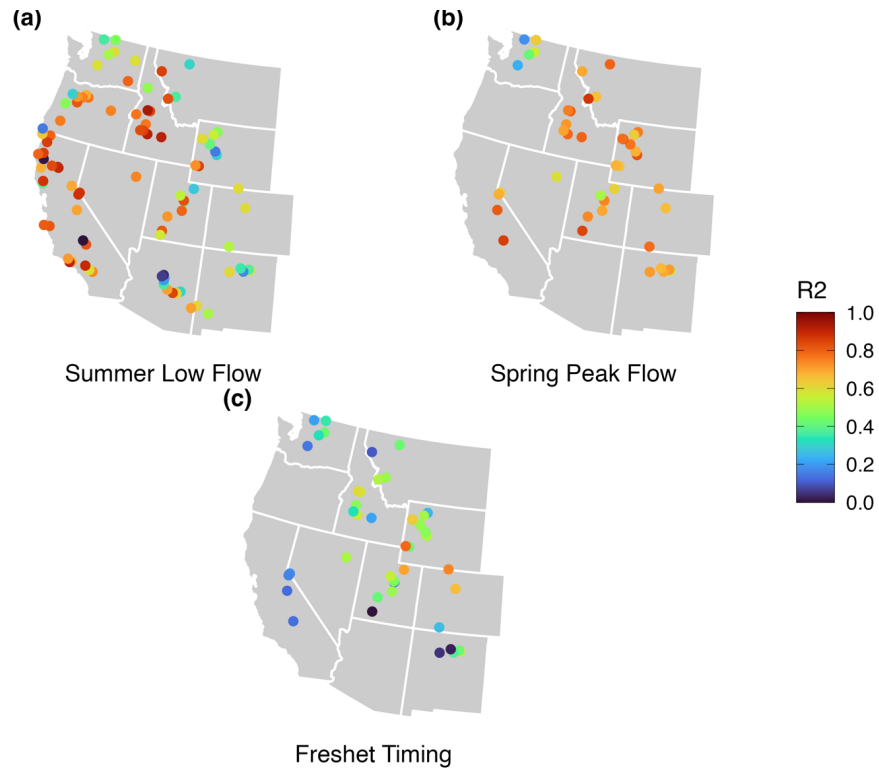 (a)
(b)
Summer Low Flow
Spring Peak Flow
(c)
Freshet Timing
R2
1.0
0.8
0.6
0.4
0.2
0.0